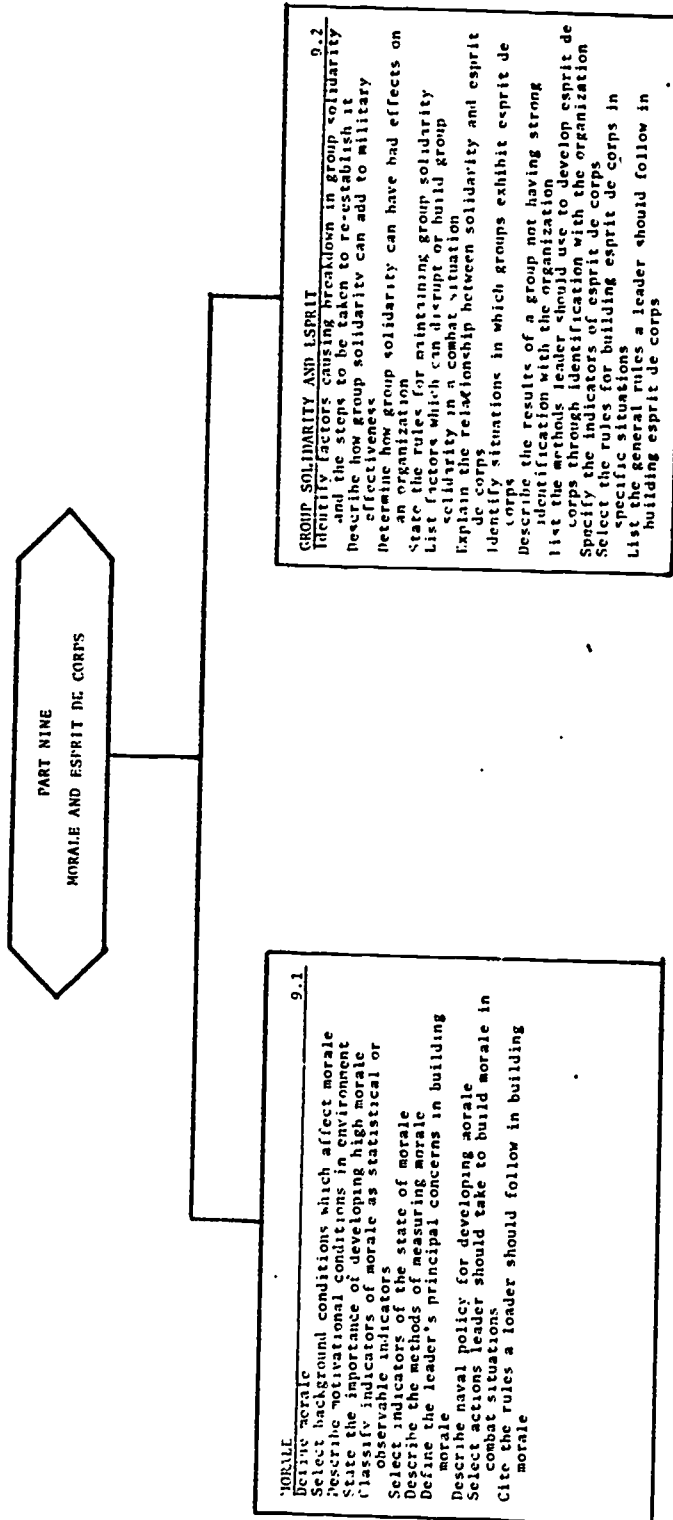 PART NINE
MORALE AND ESPRIT DE CORPS
MORALE 9.1
Define morale
Select background conditions which affect morale
Describe motivational conditions in environment
State the importance of developing high morale
Classify indicators of morale as statistical or
observable indicators
Select indicators of the state of morale
Describe the methods of measuring morale
Define the leader's principal concerns in building
morale
Describe naval policy for developing morale
Select actions leader should take to build morale in
combat situations
Cite the rules a leader should follow in building
morale
GROUP SOLIDARITY AND ESPRIT 9.2
Identify factors causing breakdown in group solidarity
and the steps to be taken to re-establish it
Describe how group solidarity can add to military
effectiveness
Determine how group solidarity can have had effects on
an organization
State the rules for maintaining group solidarity
List factors which can disrupt or build group
solidarity in a combat situation
Explain the relationship between solidarity and esprit
de corps
Identify situations in which groups exhibit esprit de
corps
Describe the results of a group not having strong
identification with the organization
List the methods leader should use to develop esprit de
corps through identification with the organization
Specify the indicators of esprit de corps
Select the rules for building esprit de corps in
specific situations
List the general rules a leader should follow in
building esprit de corps